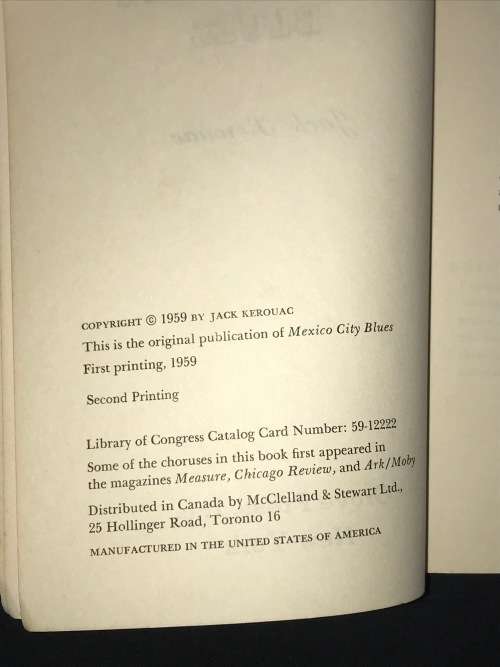 COPYRIGHT © 1959 BY JACK KEROUAC
This is the original publication of Mexico City Blues
First printing, 1959
Second Printing
Library of Congress Catalog Card Number: 59-12222
Some of the choruses in this book first appeared in
the magazines Measure, Chicago Review, and Ark/Moby
Distributed in Canada by McClelland & Stewart Ltd.,
25 Hollinger Road, Toronto 16
MANUFACTURED IN THE UNITED STATES OF AMERICA